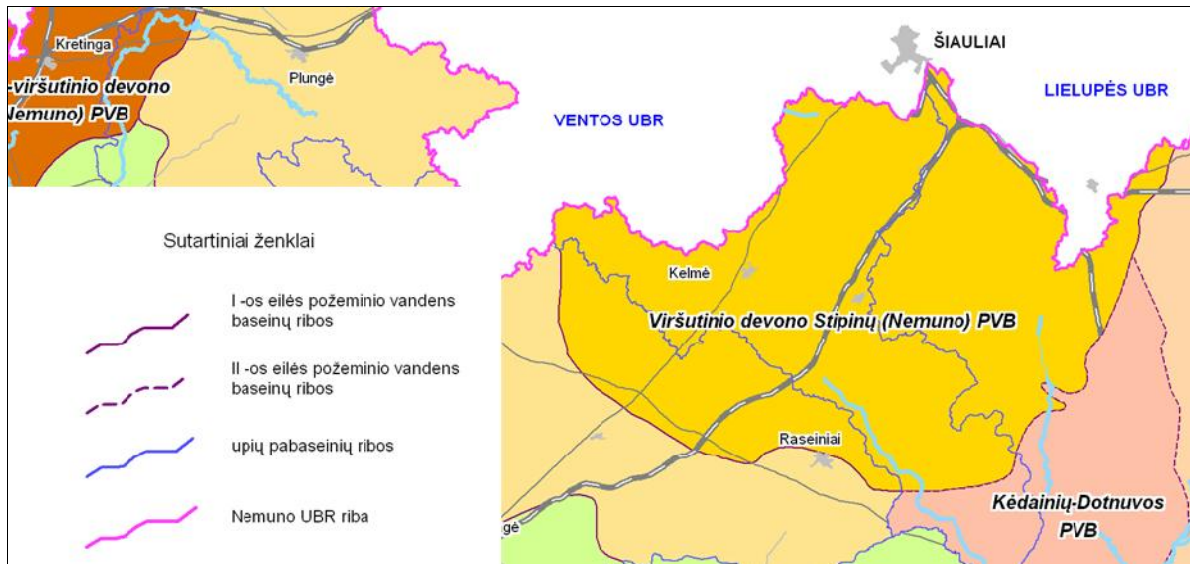 Kretinga
-viršutinio devono
Nemuno) PVB
Plungė
ŠIAULIAI
VENTOS UBR
LIELUPĖS UBR
Kelmė
Viršutinio devono Stipinų (Nemuno) PVB
Raseiniai
Kėdainių-Dotnuvos
PVB
gė
Sutartiniai ženklai
I -os eilės požeminio vandens
baseinų ribos
II -os eilės požeminio vandens
baseinų ribos
upių pabaseinių ribos
Nemuno UBR riba